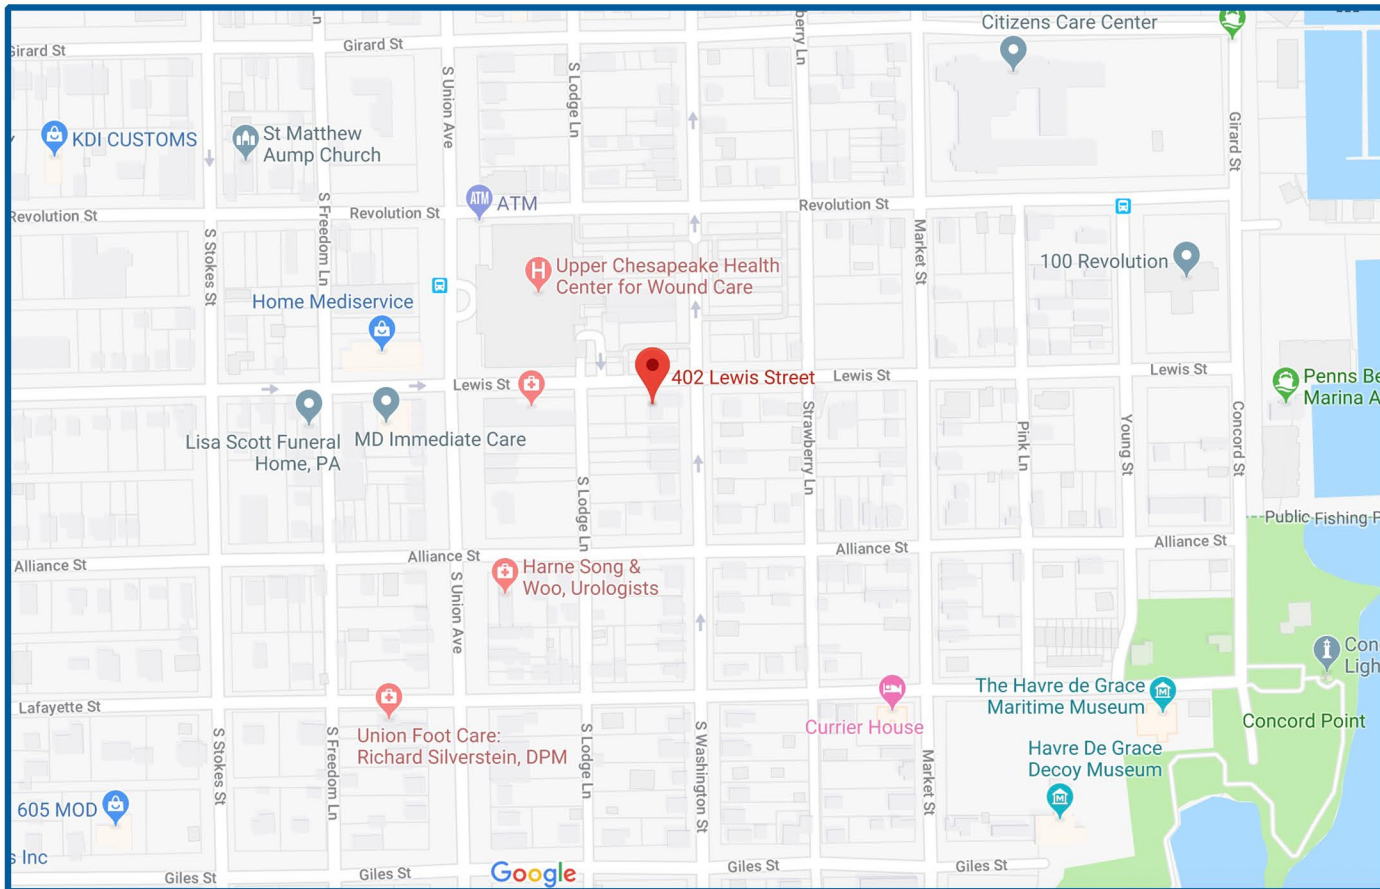 Citizens Care Center
Girard St
Girard St
S Union Ave
S Lodge Ln
Girard St
KDI CUSTOMS
St Matthew
Aump Church
S Freedom Ln
ATM
ATM
Revolution St
Revolution St
Revolution St
S Stokes St
Market St
100 Revolution
H
Upper Chesapeake Health
Center for Wound Care
Home Mediservice
402 Lewis Street
Lewis St
Lewis St
Lewis St
Penns Be
Marina A
Lisa Scott Funeral
Home, PA
MD Immediate Care
Strawberry Ln
Pink Ln
Young St
Concord St
S Lodge Ln
Public Fishing P
Alliance St
Alliance St
Alliance St
Alliance St
Harne Song &
Woo, Urologists
S Union Ave
Con
Ligh
The Havre de Grace
Maritime Museum
Lafayette St
Currier House
Concord Point
Union Foot Care:
Richard Silverstein, DPM
S Stokes St
S Freedom Ln
S Lodge Ln
S Washington St
Market St
Havre De Grace
Decoy Museum
605 MOD
s Inc
Giles St
Giles St
Google
Giles St
Giles St